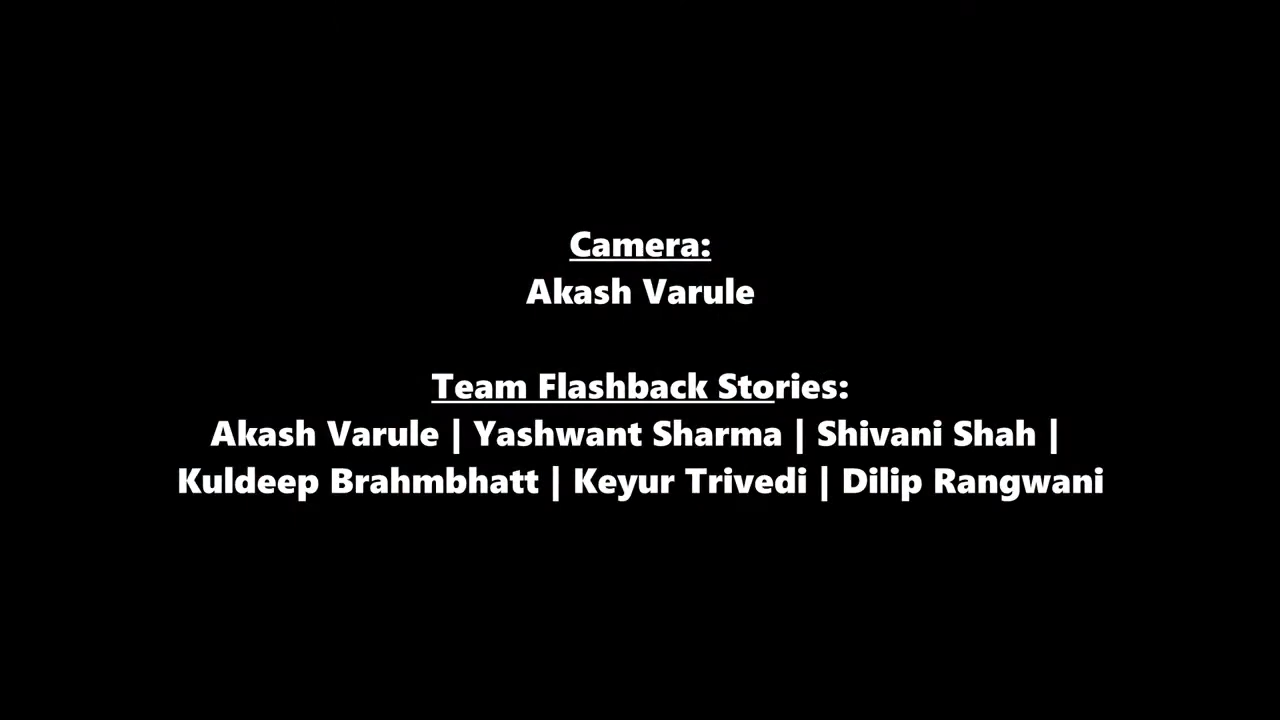 Camera:
Akash Varule
Team Flashback Stories:
Akash Varule | Yashwant Sharma | Shivani Shah |
Kuldeep Brahmbhatt | Keyur Trivedi | Dilip Rangwani